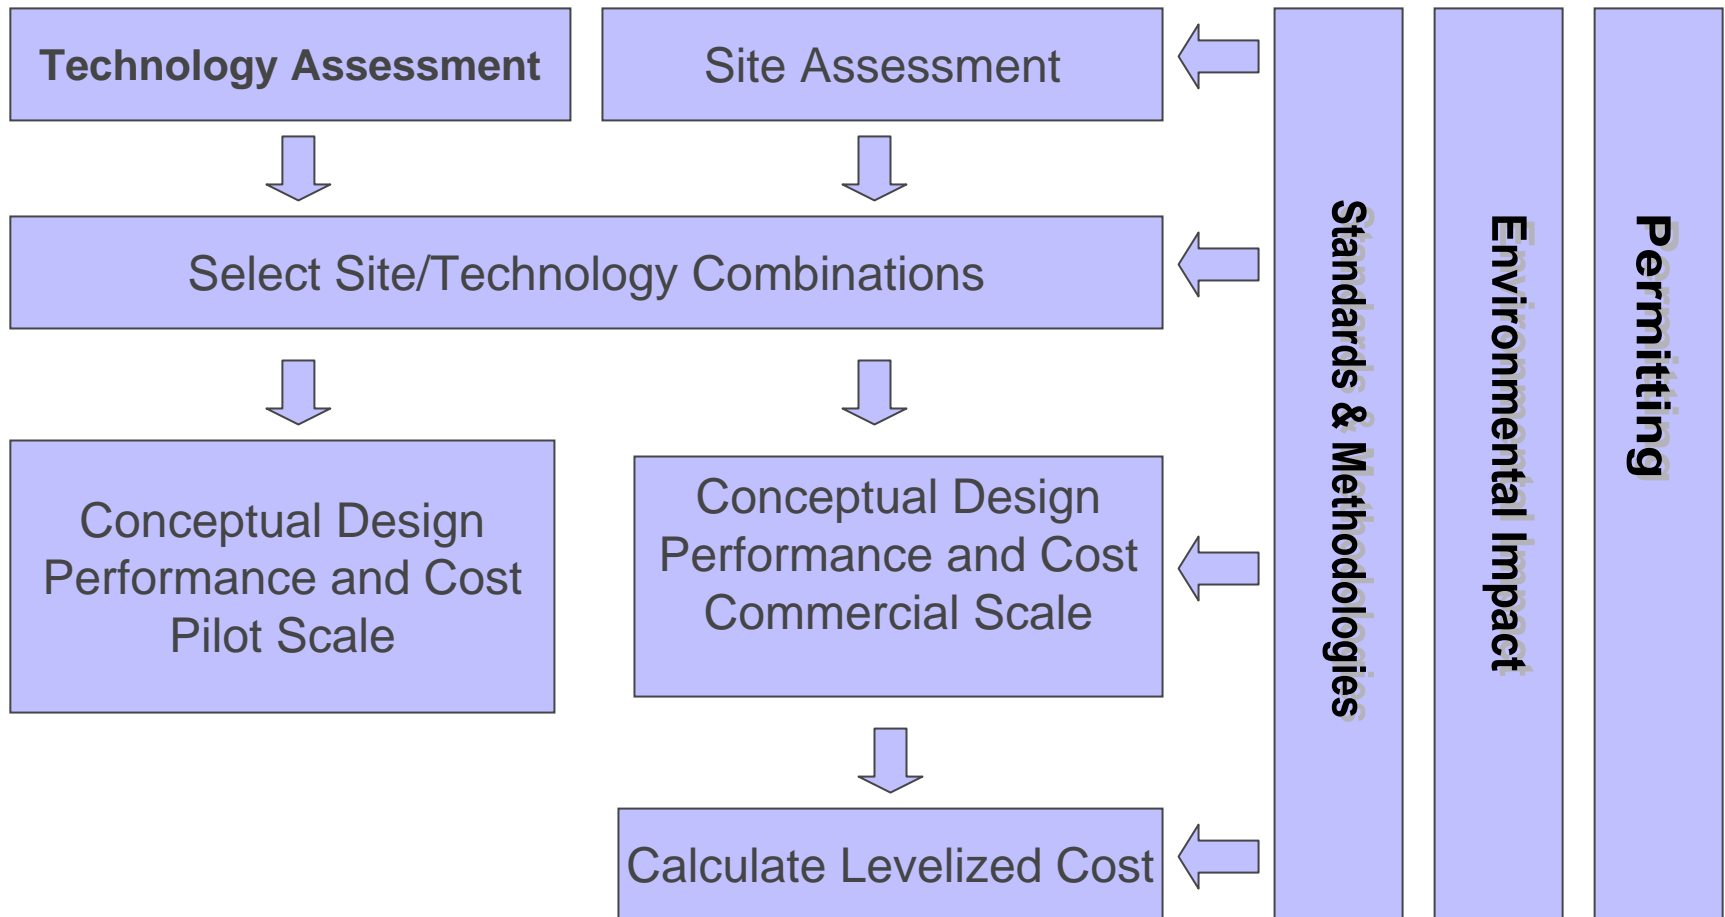 Technology Assessment
Site Assessment
Select Site/Technology Combinations
Conceptual Design
Performance and Cost
Pilot Scale
Conceptual Design
Performance and Cost
Commercial Scale
Calculate Levelized Cost
Standards & Methodologies
Environmental Impact
Permitting